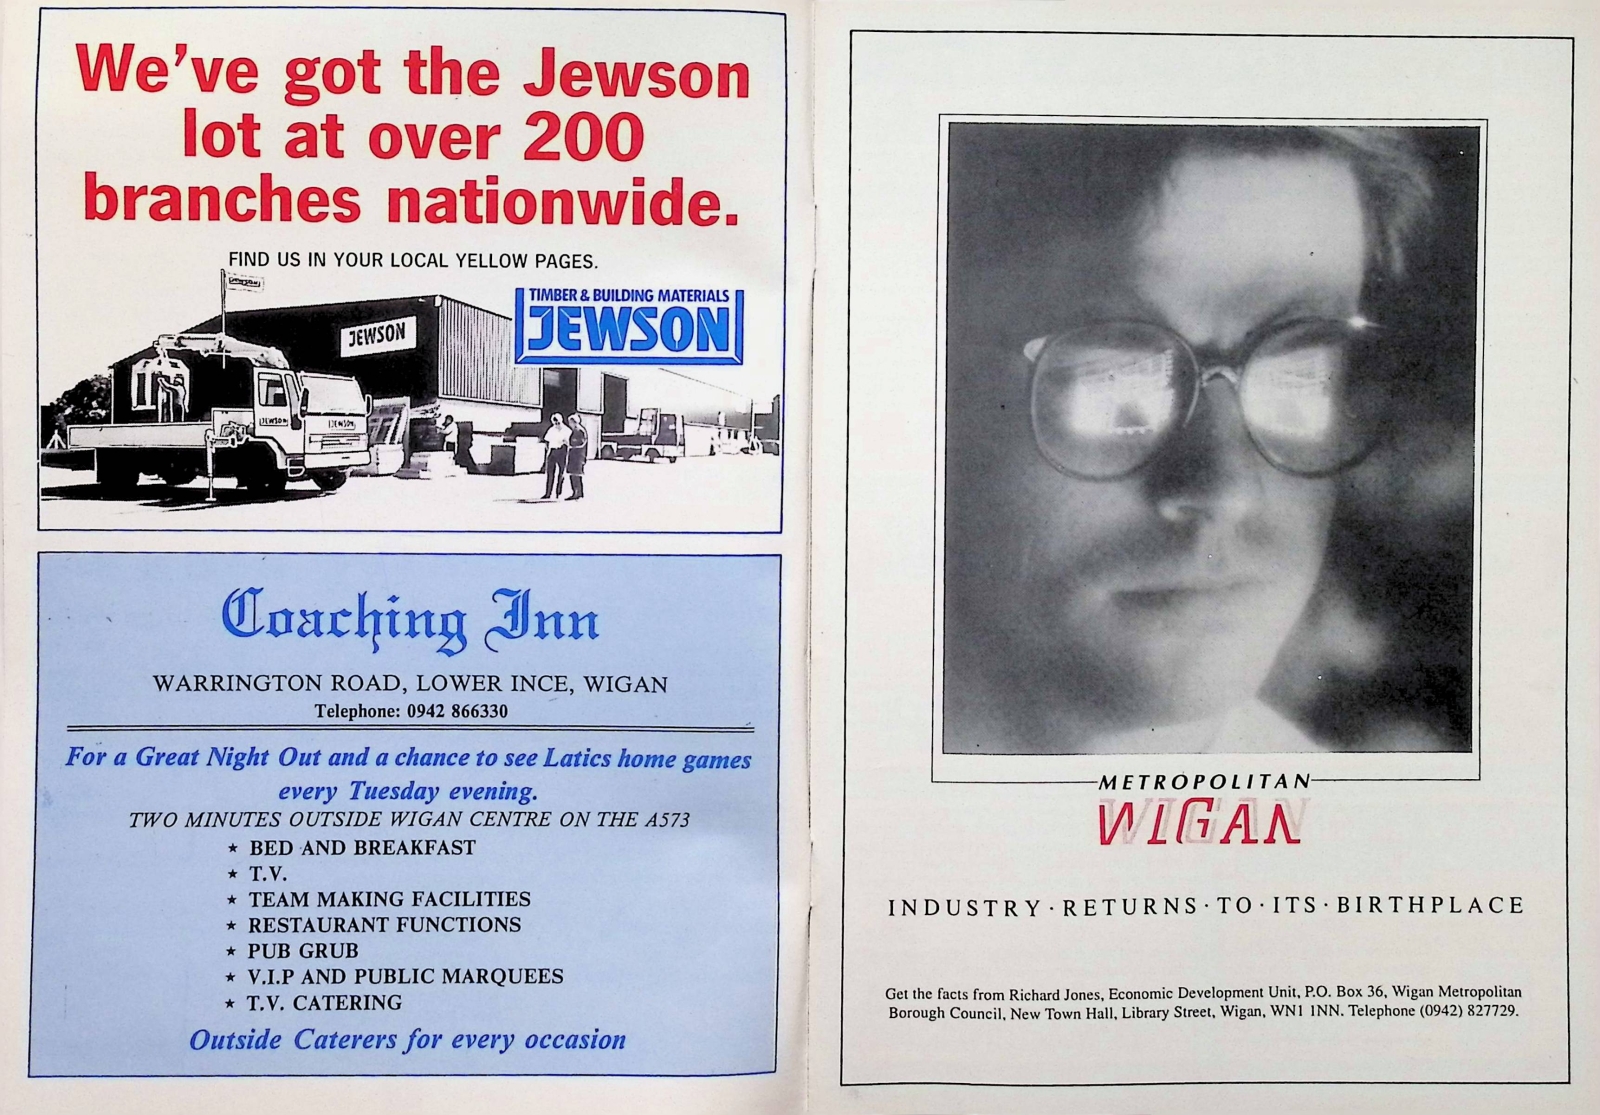 We've got the Jewson
lot at over 200
branches nationwide.
FIND US IN YOUR LOCAL YELLOW PAGES.
TIMBER & BUILDING MATERIALS
JEWSON
JEWSON
JEWSON
JEWSON
JEWSON
Coaching Inn
WARRINGTON ROAD, LOWER INCE, WIGAN
Telephone: 0942 866330
For a Great Night Out and a chance to see Latics home games
every Tuesday evening.
TWO MINUTES OUTSIDE WIGAN CENTRE ON THE A573
★ BED AND BREAKFAST
★ T.V.
★ TEAM MAKING FACILITIES
★ RESTAURANT FUNCTIONS
★ PUB GRUB
★ V.I.P AND PUBLIC MARQUEES
★ T.V. CATERING
Outside Caterers for every occasion
METROPOLITAN
WIGAN
INDUSTRY · RETURNS · TO · ITS · BIRTHPLACE
Get the facts from Richard Jones, Economic Development Unit, P.O. Box 36, Wigan Metropolitan
Borough Council, New Town Hall, Library Street, Wigan, WN1 1NN. Telephone (0942) 827729.